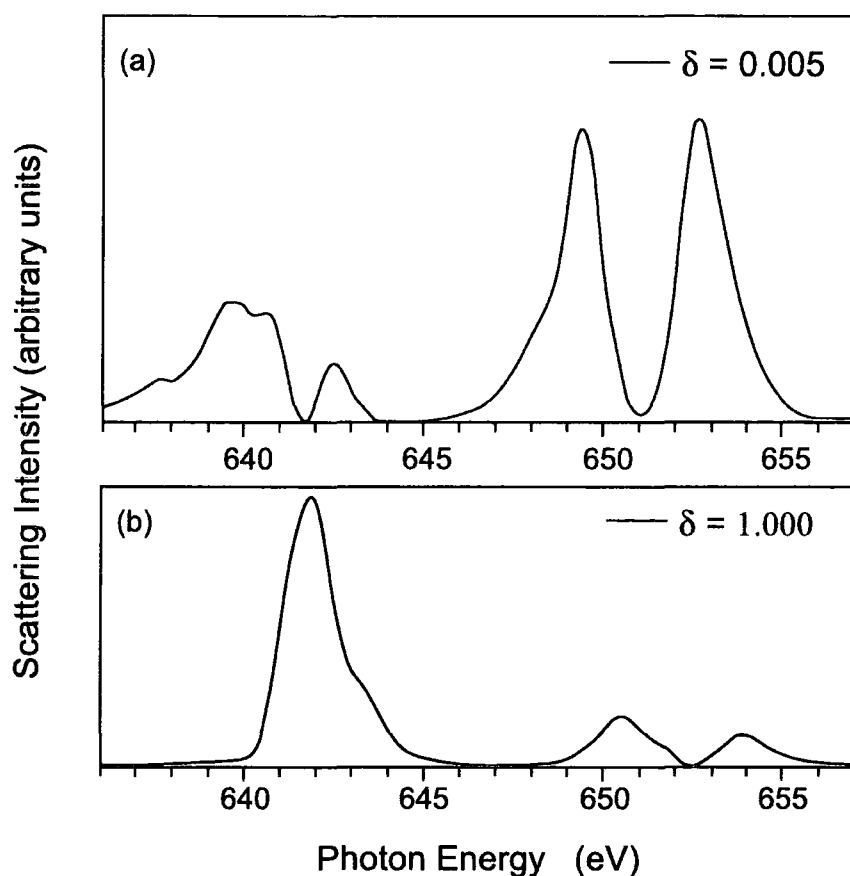 (a)
δ = 0.005
640 645 650 655
(b)
δ = 1.000
640 645 650 655
Scattering Intensity (arbitrary units)
Photon Energy (eV)